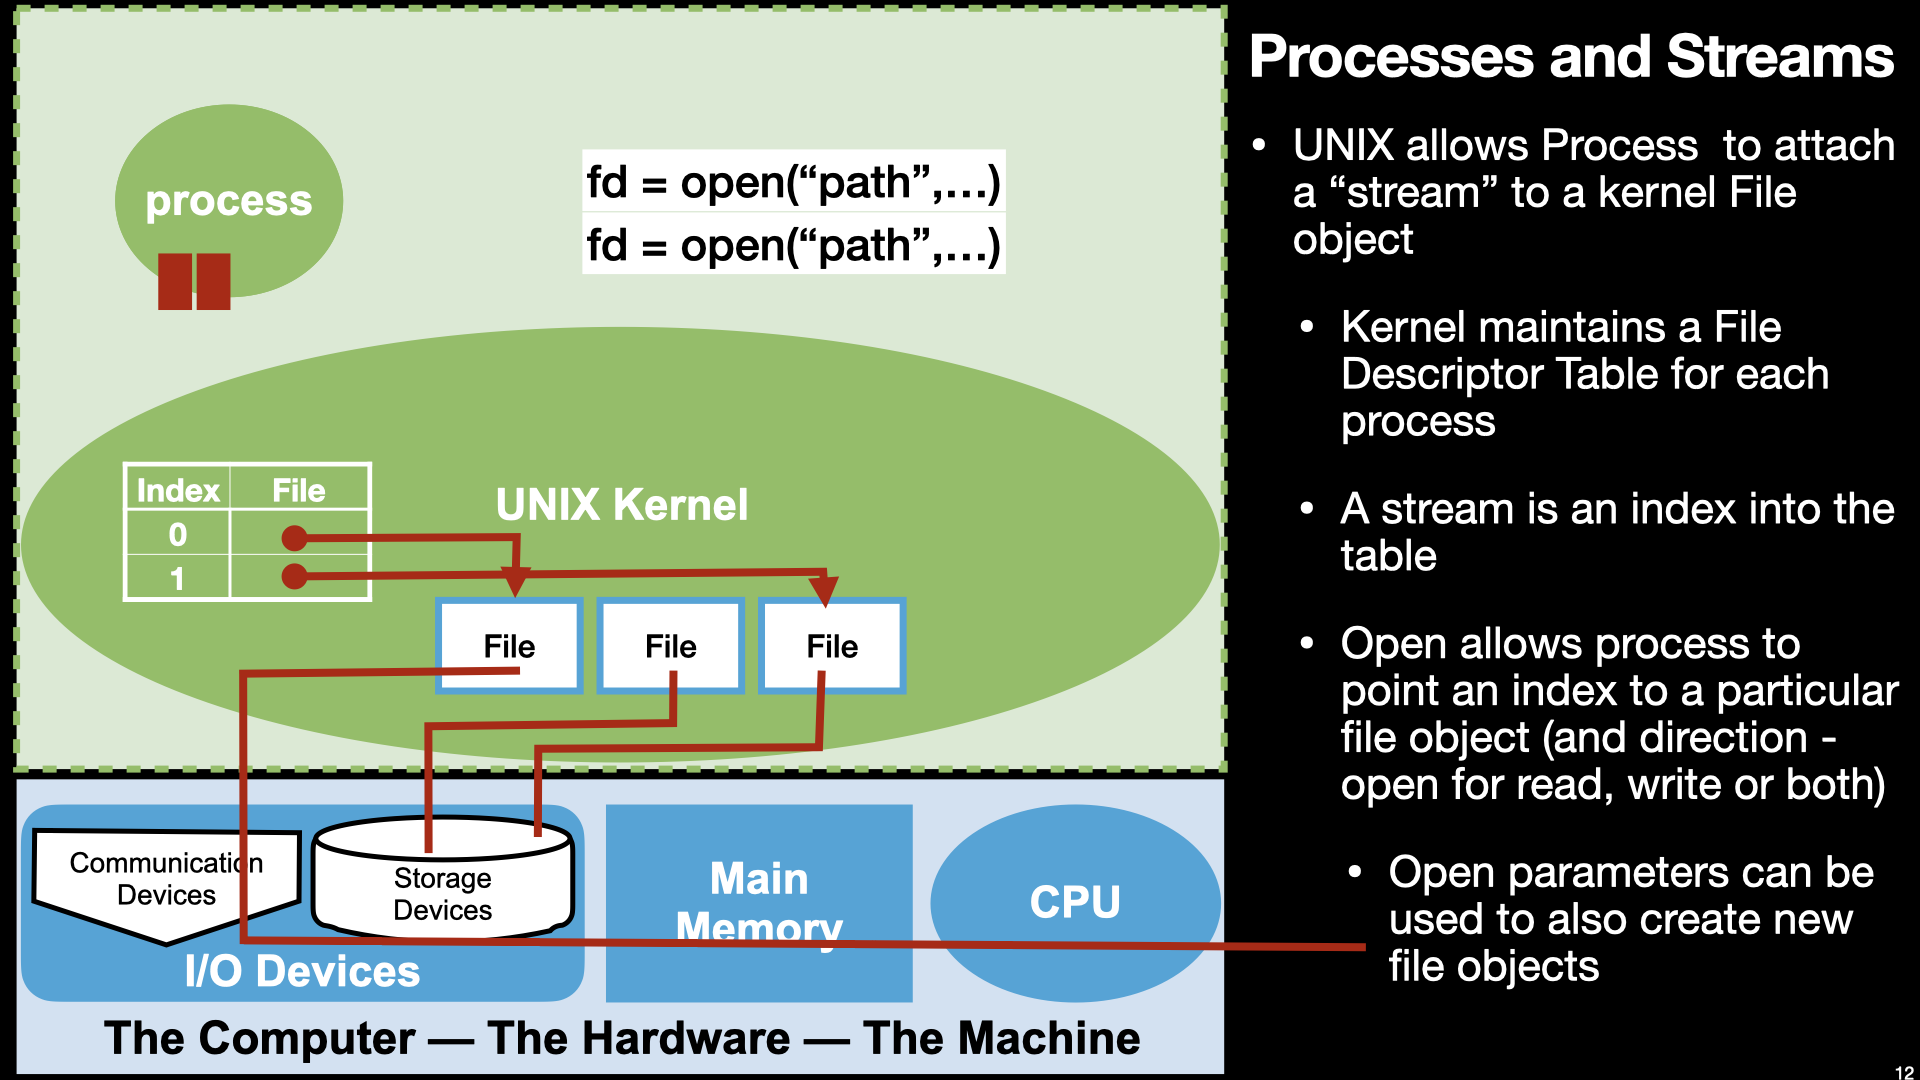 Processes and Streams
• UNIX allows Process  to attach
a “stream” to a kernel File
object
• Kernel maintains a File
Descriptor Table for each
process
• A stream is an index into the
table
• Open allows process to
point an index to a particular
file object (and direction -
open for read, write or both)
• Open parameters can be
used to also create new
file objects
process
fd = open(“path”,…)
fd = open(“path”,…)
UNIX Kernel
Index File
0
1
File File File
Communication
Devices
Storage
Devices
I/O Devices
Main
Memory
CPU
The Computer — The Hardware — The Machine
12